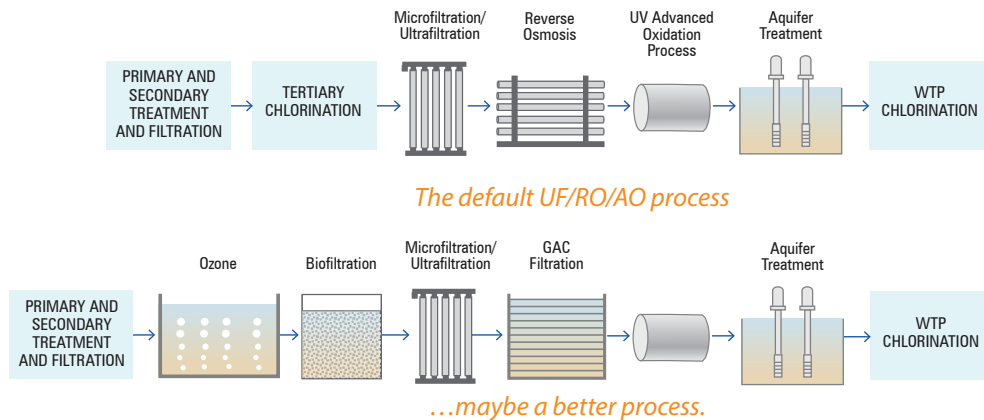 Microfiltration/
Ultrafiltration
Reverse
Osmosis
UV Advanced
Oxidation
Process
Aquifer
Treatment
PRIMARY AND
SECONDARY
TREATMENT
AND FILTRATION
TERTIARY
CHLORINATION
WTP
CHLORINATION
The default UF/RO/AO process
Ozone
Biofiltration
Microfiltration/
Ultrafiltration
GAC
Filtration
Aquifer
Treatment
PRIMARY AND
SECONDARY
TREATMENT
AND FILTRATION
WTP
CHLORINATION
…maybe a better process.